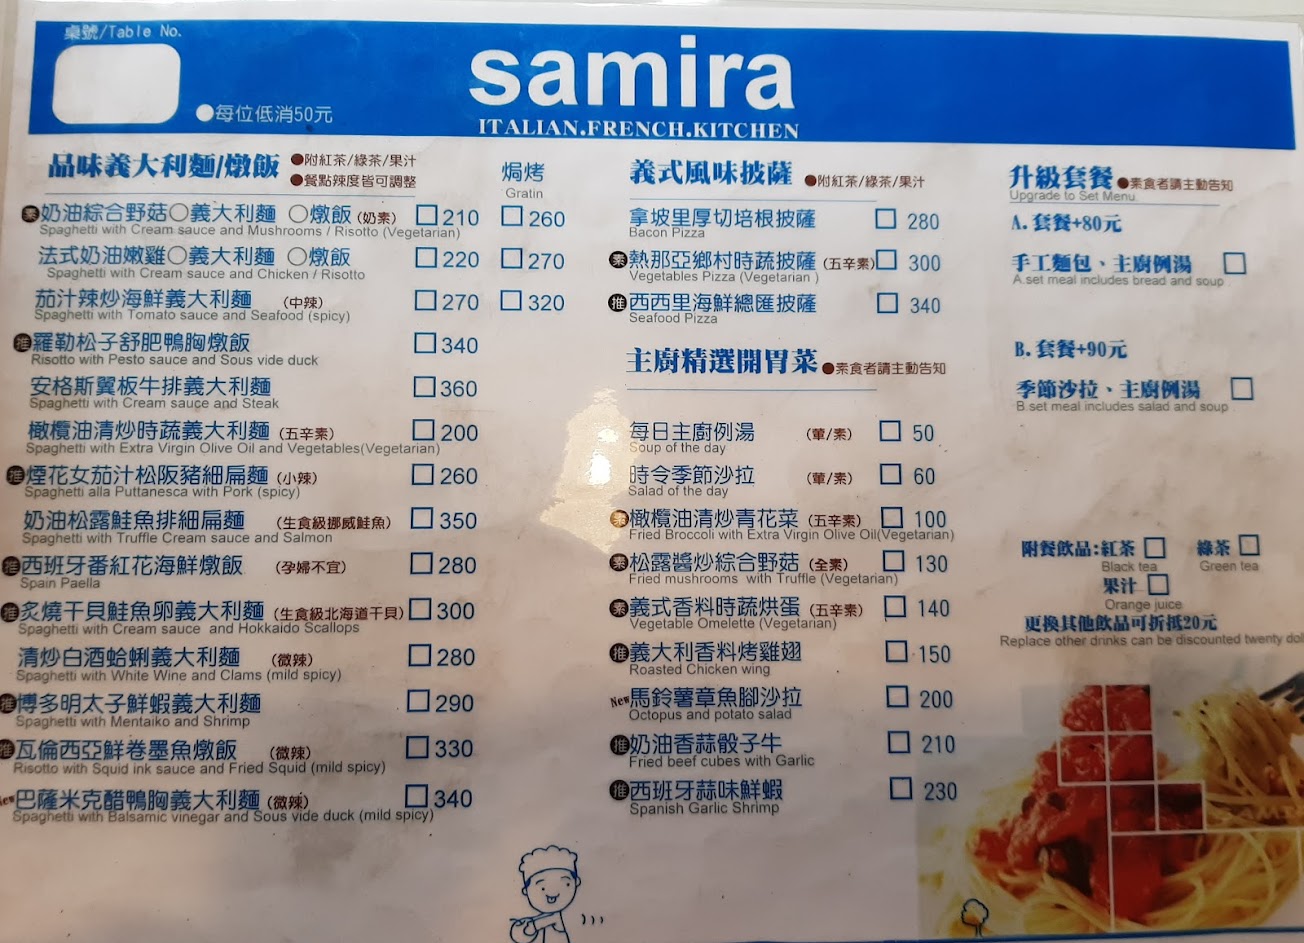 桌號/Table No.
●每位低消50元
samira
ITALIAN.FRENCH.KITCHEN
品味義大利麵/燉飯 ●附紅茶/綠茶/果汁
●餐點辣度皆可調整
焗烤
Gratin
素 奶油綜合野菇○義大利麵 ○燉飯(奶素) □210 □260
Spaghetti with Cream sauce and Mushrooms / Risotto (Vegetarian)
法式奶油嫩雞○義大利麵 ○燉飯 □220 □270
Spaghetti with Cream sauce and Chicken / Risotto
茄汁辣炒海鮮義大利麵 (中辣) □270 □320
Spaghetti with Tomato sauce and Seafood (spicy)
推 羅勒松子舒肥鴨胸燉飯 □340
Risotto with Pesto sauce and Sous vide duck
安格斯翼板牛排義大利麵 □360
Spaghetti with Cream sauce and Steak
橄欖油清炒時蔬義大利麵 (五辛素) □200
Spaghetti with Extra Virgin Olive Oil and Vegetables(Vegetarian)
推 煙花女茄汁松阪豬細扁麵 (小辣) □260
Spaghetti alla Puttanesca with Pork (spicy)
奶油松露鮭魚排細扁麵 (生食級挪威鮭魚) □350
Spaghetti with Truffle Cream sauce and Salmon
推 西班牙番紅花海鮮燉飯 (孕婦不宜) □280
Spain Paella
推 炙燒干貝鮭魚卵義大利麵 (生食級北海道干貝) □300
Spaghetti with Cream sauce and Hokkaido Scallops
清炒白酒蛤蜊義大利麵 (微辣) □280
Spaghetti with White Wine and Clams (mild spicy)
推 博多明太子鮮蝦義大利麵 □290
Spaghetti with Mentaiko and Shrimp
推 瓦倫西亞鮮卷墨魚燉飯 (微辣) □330
Risotto with Squid ink sauce and Fried Squid (mild spicy)
New 巴薩米克醋鴨胸義大利麵 (微辣) □340
Spaghetti with Balsamic vinegar and Sous vide duck (mild spicy)
義式風味披薩 ●附紅茶/綠茶/果汁
拿坡里厚切培根披薩 □ 280
Bacon Pizza
素 熱那亞鄉村時蔬披薩 (五辛素) □ 300
Vegetables Pizza (Vegetarian )
推 西西里海鮮總匯披薩 □ 340
Seafood Pizza
主廚精選開胃菜 ●素食者請主動告知
每日主廚例湯 (葷/素) □ 50
Soup of the day
時令季節沙拉 (葷/素) □ 60
Salad of the day
素 橄欖油清炒青花菜 (五辛素) □ 100
Fried Broccoli with Extra Virgin Olive Oil(Vegetarian)
素 松露醬炒綜合野菇 (全素) □ 130
Fried mushrooms with Truffle (Vegetarian)
素 義式香料時蔬烘蛋 (五辛素) □ 140
Vegetable Omelette (Vegetarian)
推 義大利香料烤雞翅 □ 150
Roasted Chicken wing
New 馬鈴薯章魚腳沙拉 □ 200
Octopus and potato salad
推 奶油香蒜骰子牛 □ 210
Fried beef cubes with Garlic
推 西班牙蒜味鮮蝦 □ 230
Spanish Garlic Shrimp
升級套餐 ●素食者請主動告知
Upgrade to Set Menu.
A. 套餐+80元
手工麵包、主廚例湯 □
A set meal includes bread and soup .
B. 套餐+90元
季節沙拉、主廚例湯 □
B set meal includes salad and soup .
附餐飲品:紅茶 □ 綠茶 □
Black tea Green tea
果汁 □
Orange juice
更換其他飲品可折抵20元
Replace other drinks can be discounted twenty dol